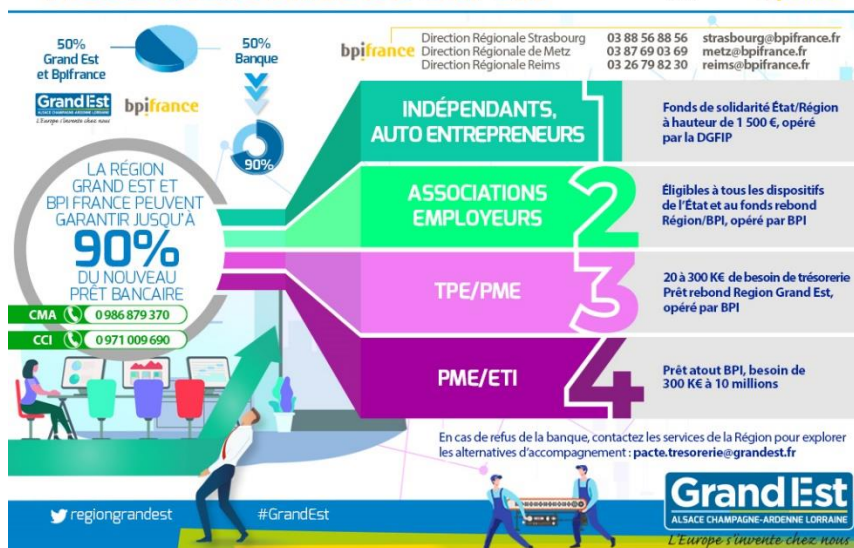 50%
Grand Est
et Bpifrance
50%
Banque
GrandEst
ALSACE CHAMPAGNE-ARDENNE LORRAINE
L'Europe s'invente chez nous
bpifrance
90%
bpifrance
Direction Régionale Strasbourg 03 88 56 88 56 strasbourg@bpifrance.fr
Direction Régionale de Metz 03 87 69 03 69 metz@bpifrance.fr
Direction Régionale Reims 03 26 79 82 30 reims@bpifrance.fr
LA RÉGION
GRAND EST ET
BPI FRANCE PEUVENT
GARANTIR JUSQU'À
90%
DU NOUVEAU
PRÊT BANCAIRE
CMA 0 986 879 370
CCI 0 971 009 690
INDÉPENDANTS,
AUTO ENTREPRENEURS
1
Fonds de solidarité État/Région
à hauteur de 1 500 €, opéré
par la DGFIP
ASSOCIATIONS
EMPLOYEURS
2
Éligibles à tous les dispositifs
de l'État et au fonds rebond
Région/BPI, opéré par BPI
TPE/PME
3
20 à 300 K€ de besoin de trésorerie
Prêt rebond Region Grand Est,
opéré par BPI
PME/ETI
4
Prêt atout BPI, besoin de
300 K€ à 10 millions
En cas de refus de la banque, contactez les services de la Région pour explorer
les alternatives d'accompagnement : pacte.tresorerie@grandest.fr
regiongrandest #GrandEst
GrandEst
ALSACE CHAMPAGNE-ARDENNE LORRAINE
L'Europe s'invente chez nous